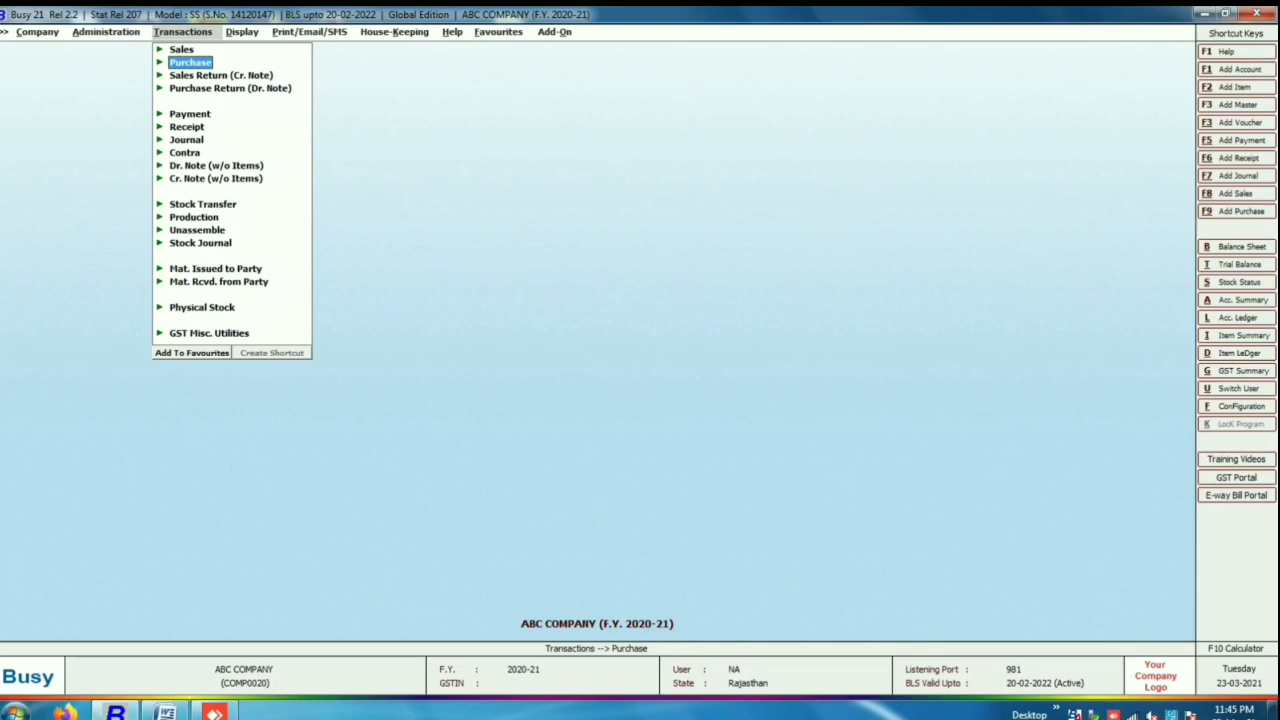 Busy 21 Rel 2.2 | Stat Rel 207 | Model : SS (S.No. 14120147) | BLS upto 20-02-2022 | Global Edition | ABC COMPANY (F.Y. 2020-21)
>> Company Administration Transactions Display Print/Email/SMS House-Keeping Help Favourites Add-On
Sales
Purchase
Sales Return (Cr. Note)
Purchase Return (Dr. Note)
Payment
Receipt
Journal
Contra
Dr. Note (w/o Items)
Cr. Note (w/o Items)
Stock Transfer
Production
Unassemble
Stock Journal
Mat. Issued to Party
Mat. Rcvd. from Party
Physical Stock
GST Misc. Utilities
Add To Favourites Create Shortcut
Shortcut Keys
F1 Help
F1 Add Account
F2 Add Item
F3 Add Master
F3 Add Voucher
F5 Add Payment
F6 Add Receipt
F7 Add Journal
F8 Add Sales
F9 Add Purchase
B Balance Sheet
T Trial Balance
S Stock Status
A Acc. Summary
L Acc. Ledger
I Item Summary
D Item LeDger
G GST Summary
U Switch User
F ConFiguration
K LocK Program
Training Videos
GST Portal
E-way Bill Portal
ABC COMPANY (F.Y. 2020-21)
Transactions --> Purchase
F10 Calculator
Busy
ABC COMPANY
(COMP0020)
F.Y. : 2020-21
GSTIN :
User : NA
State : Rajasthan
Listening Port : 981
BLS Valid Upto : 20-02-2022 (Active)
Your
Company
Logo
Tuesday
23-03-2021
Desktop
11:45 PM